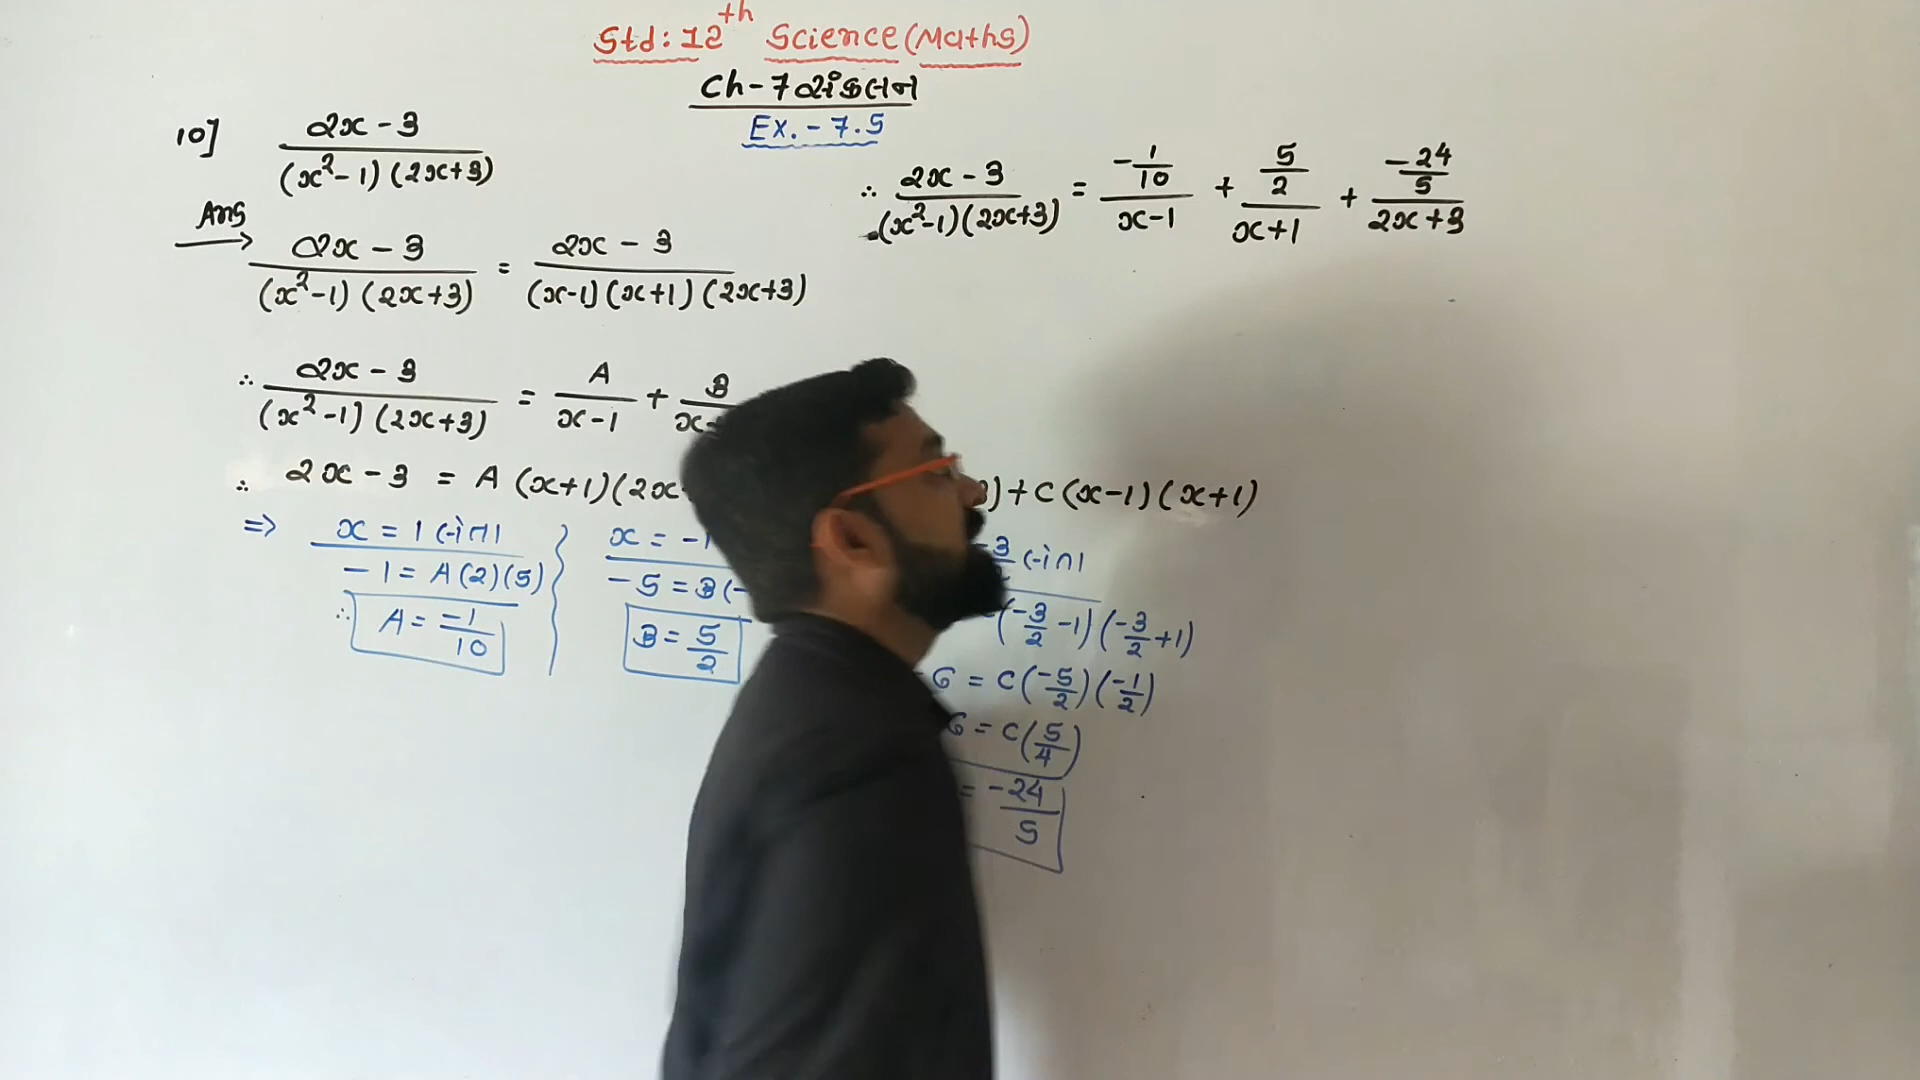 Std: 12th Science (Maths)
Ch - 7 સંકલન
Ex. - 7.5
10] 2x - 3 / (x² - 1) (2x+3)
Ans
2x - 3 / (x² - 1) (2x+3) = 2x - 3 / (x-1) (x+1) (2x+3)
∴ 2x - 3 / (x² - 1) (2x+3) = A / x-1 + B / x
∴ 2x - 3 = A (x+1) (2x ) + C (x-1) (x+1)
⇒ x = 1 લેતાં
- 1 = A(2)(5)
∴ A = -1/10
x = -1
- 5 = B(-
B = 5/2
-3/2 લેતાં
(-3/2 - 1) (-3/2 + 1)
- 6 = C(-5/2) (-1/2)
6 = C(5/4)
= -24/5
∴ 2x - 3 / (x² - 1) (2x+3) = -1/10 / x-1 + 5/2 / x+1 + -24/5 / 2x+3